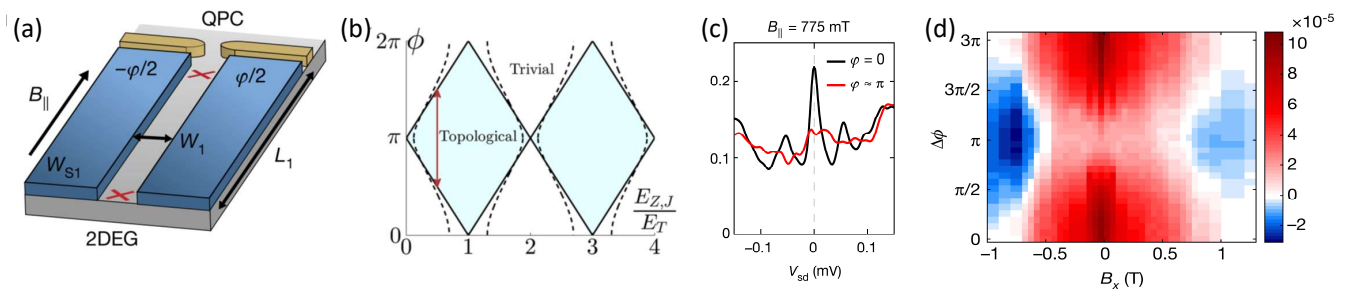 (a)
QPC
−φ/2
φ/2
B||
W1
WS1
L1
2DEG
(b)
2π
ϕ
Trivial
π
Topological
EZ,J
ET
0
0 1 2 3 4
(c)
B|| = 775 mT
φ = 0
φ ≈ π
0.2
0.1
−0.1 0 0.1
Vsd (mV)
(d)
×10-5
3π
3π/2
Δϕ
π
π/2
0
-1 -0.5 0 0.5 1
Bx (T)
10
8
6
4
2
0
−2